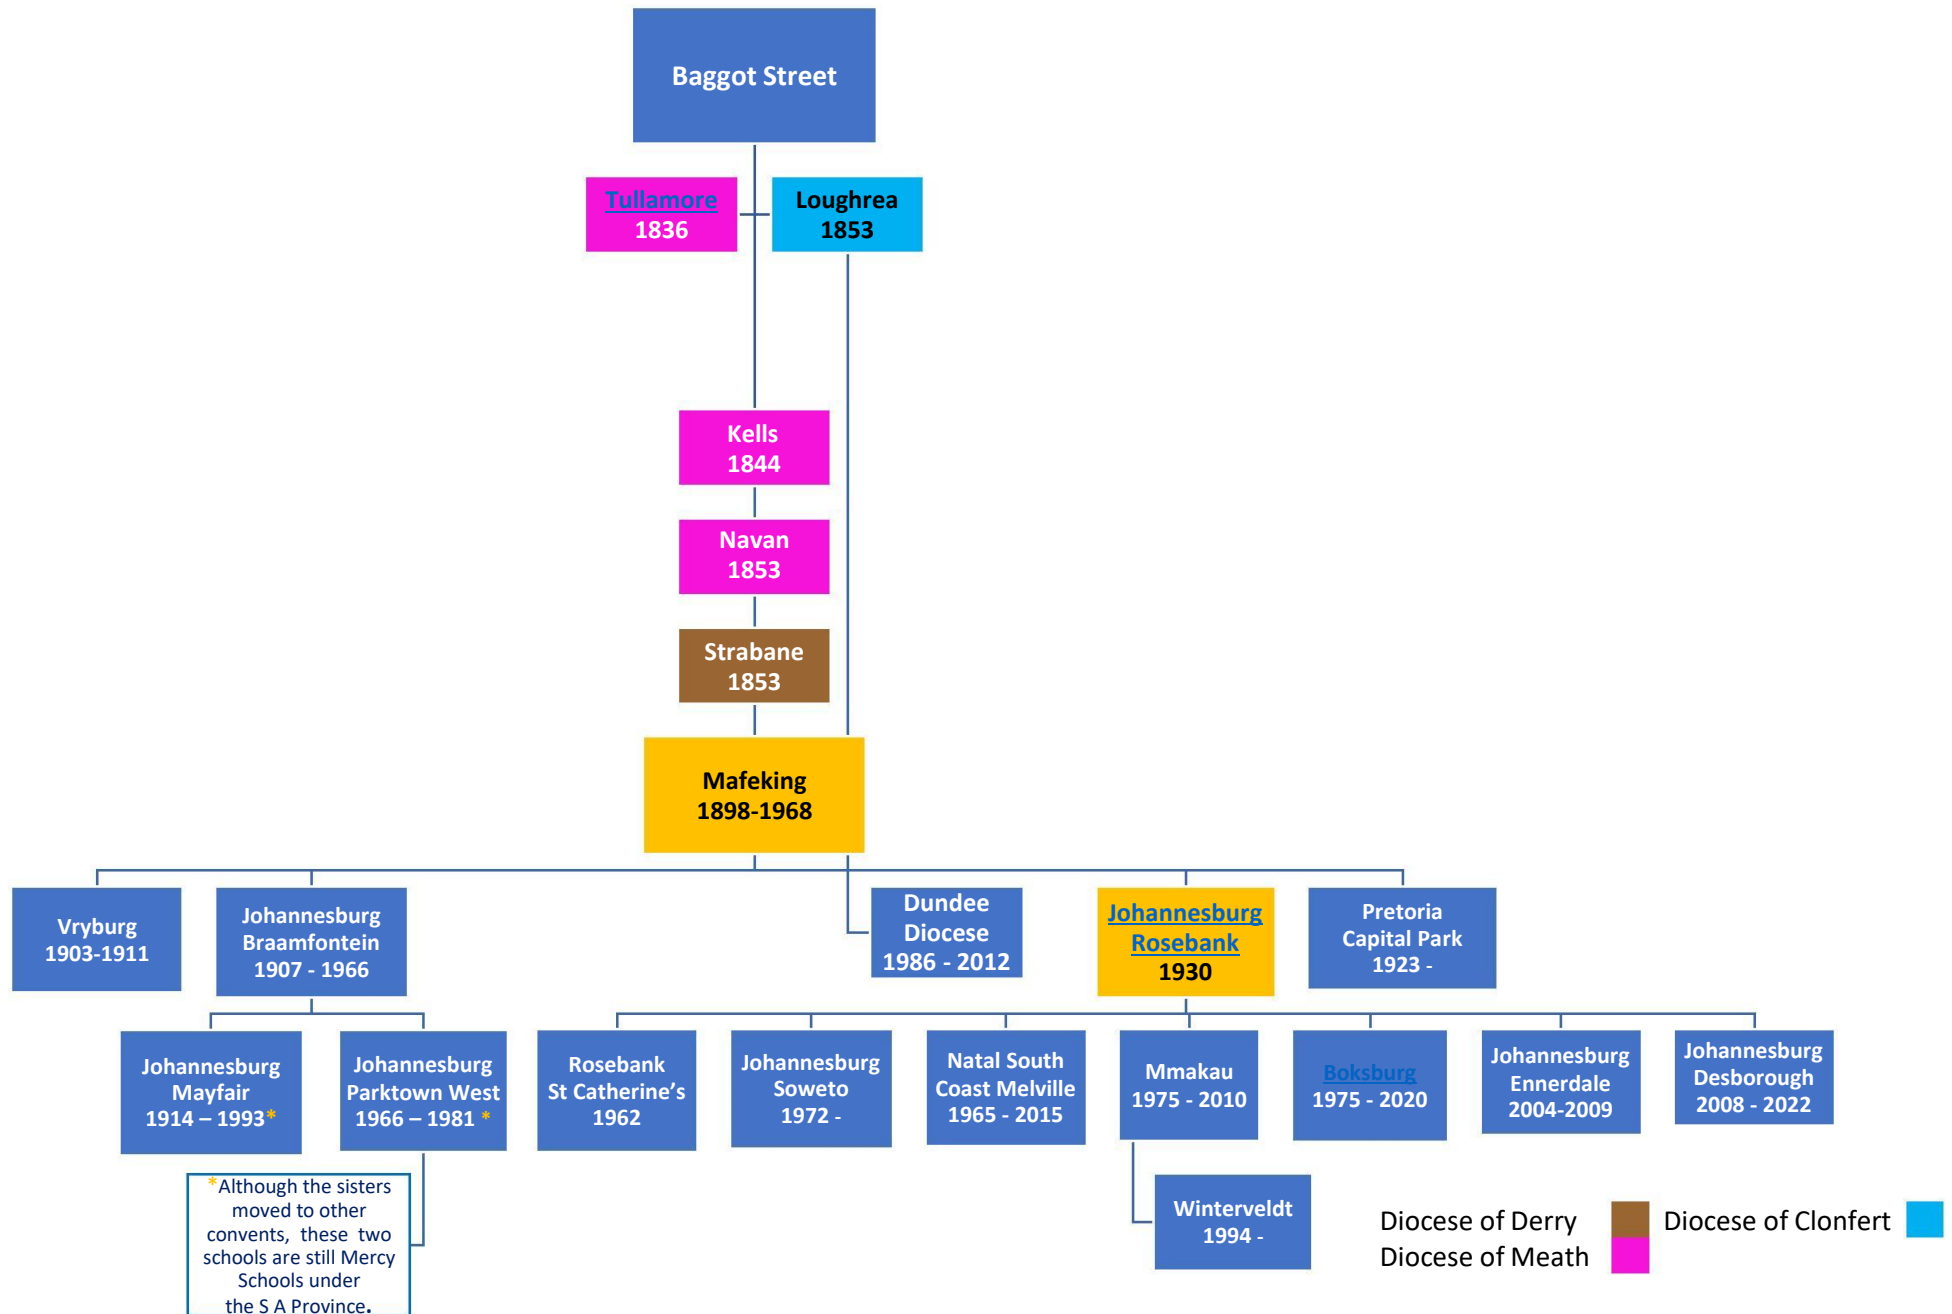 Baggot Street
Tullamore
1836
Loughrea
1853
Kells
1844
Navan
1853
Strabane
1853
Mafeking
1898-1968
Vryburg
1903-1911
Johannesburg
Braamfontein
1907 - 1966
Dundee
Diocese
1986 - 2012
Johannesburg
Rosebank
1930
Pretoria
Capital Park
1923 -
Johannesburg
Mayfair
1914 – 1993*
Johannesburg
Parktown West
1966 – 1981 *
Rosebank
St Catherine’s
1962
Johannesburg
Soweto
1972 -
Natal South
Coast Melville
1965 - 2015
Mmakau
1975 - 2010
Boksburg
1975 - 2020
Johannesburg
Ennerdale
2004-2009
Johannesburg
Desborough
2008 - 2022
*Although the sisters
moved to other
convents, these two
schools are still Mercy
Schools under
the S A Province.
Winterveldt
1994 -
Diocese of Derry
Diocese of Clonfert
Diocese of Meath